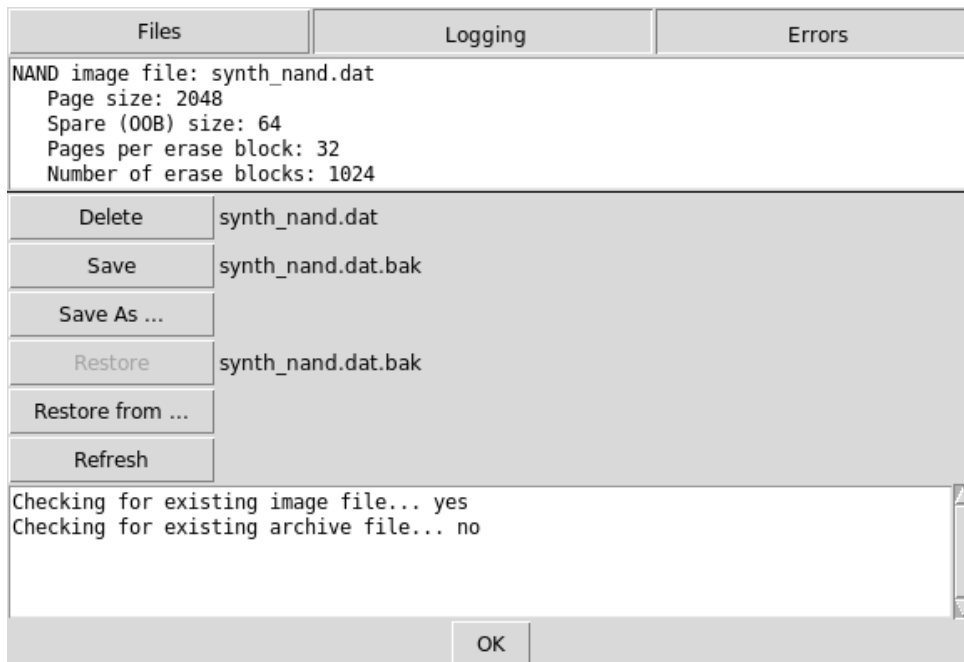 Files Logging Errors
NAND image file: synth_nand.dat
Page size: 2048
Spare (OOB) size: 64
Pages per erase block: 32
Number of erase blocks: 1024
Delete synth_nand.dat
Save synth_nand.dat.bak
Save As ...
Restore synth_nand.dat.bak
Restore from ...
Refresh
Checking for existing image file... yes
Checking for existing archive file... no
OK